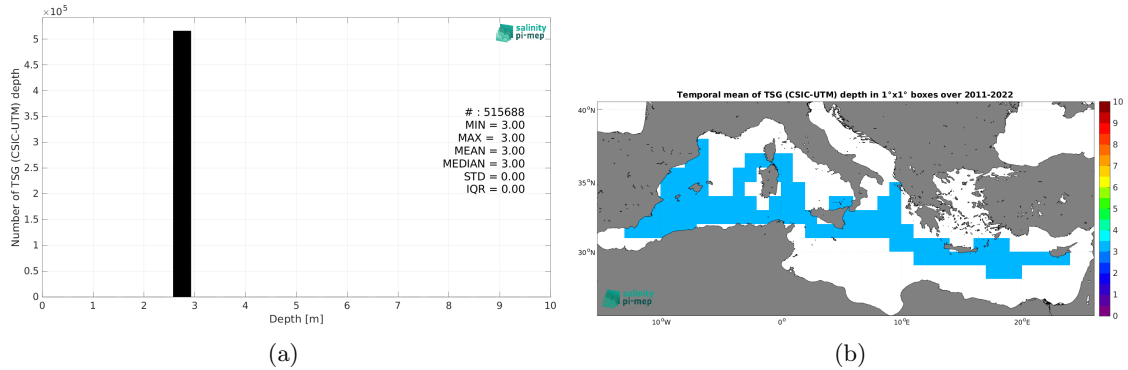 ×10⁵
5
4.5
4
3.5
3
2.5
2
1.5
1
0.5
0
Number of TSG (CSIC-UTM) depth
salinity
pi-mep
# : 515688
MIN = 3.00
MAX = 3.00
MEAN = 3.00
MEDIAN = 3.00
STD = 0.00
IQR = 0.00
0 1 2 3 4 5 6 7 8 9 10
Depth [m]
(a)
Temporal mean of TSG (CSIC-UTM) depth in 1°x1° boxes over 2011-2022
40°N
35°N
30°N
10°W 0° 10°E 20°E
salinity
pi-mep
10
9
8
7
6
5
4
3
2
1
0
(b)